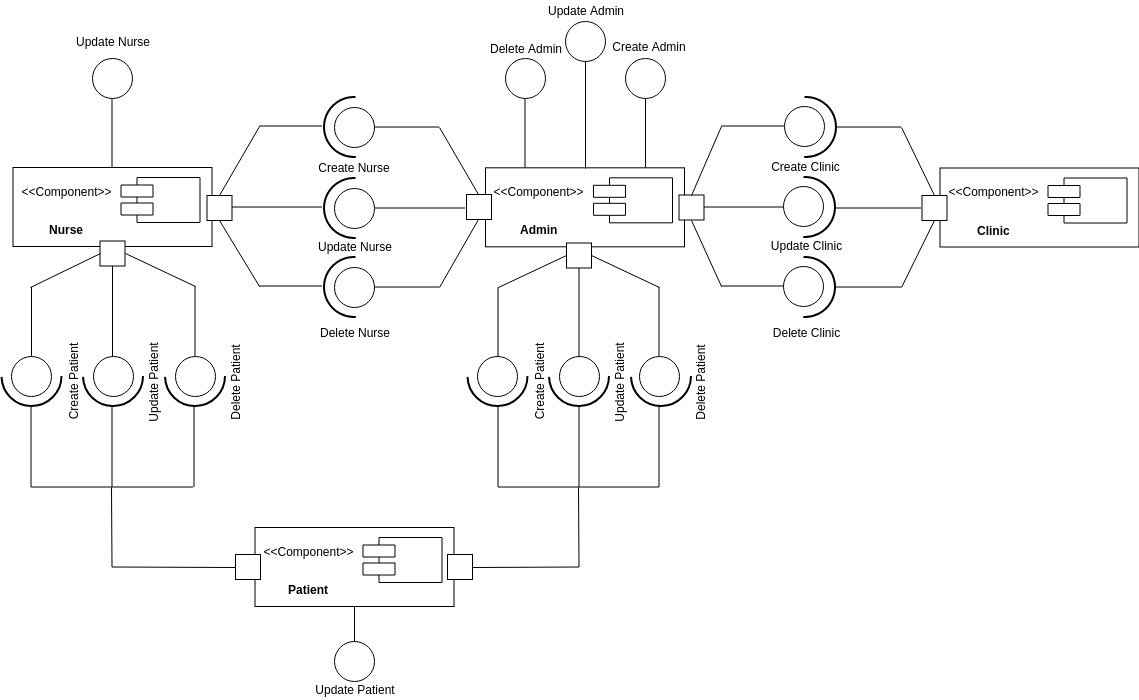 Update Admin
Update Nurse
Delete Admin
Create Admin
Create Nurse
Create Clinic
<<Component>>
Nurse
<<Component>>
Admin
<<Component>>
Clinic
Update Nurse
Update Clinic
Delete Nurse
Delete Clinic
Create Patient
Update Patient
Delete Patient
Create Patient
Update Patient
Delete Patient
<<Component>>
Patient
Update Patient